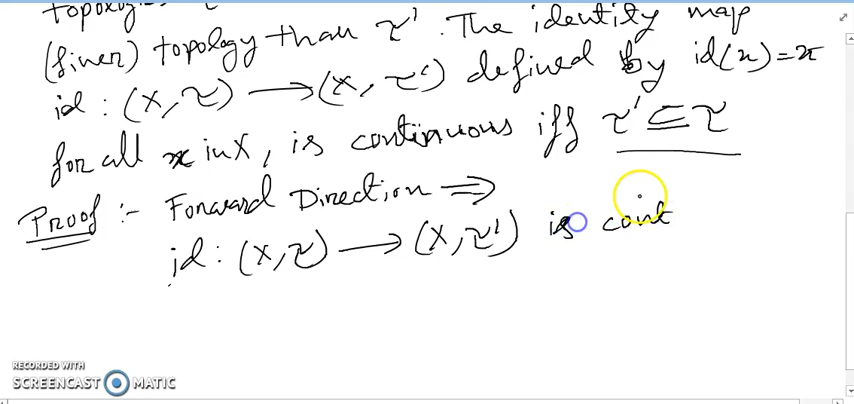 (finer) topology than τ'. The identity map
id : (X, τ) → (X, τ') defined by id(x) = x
for all x in X, is continuous iff τ' ⊆ τ
Proof :- Forward Direction ⇒
id : (X, τ) → (X, τ') is cont
RECORDED WITH
SCREENCAST MATIC